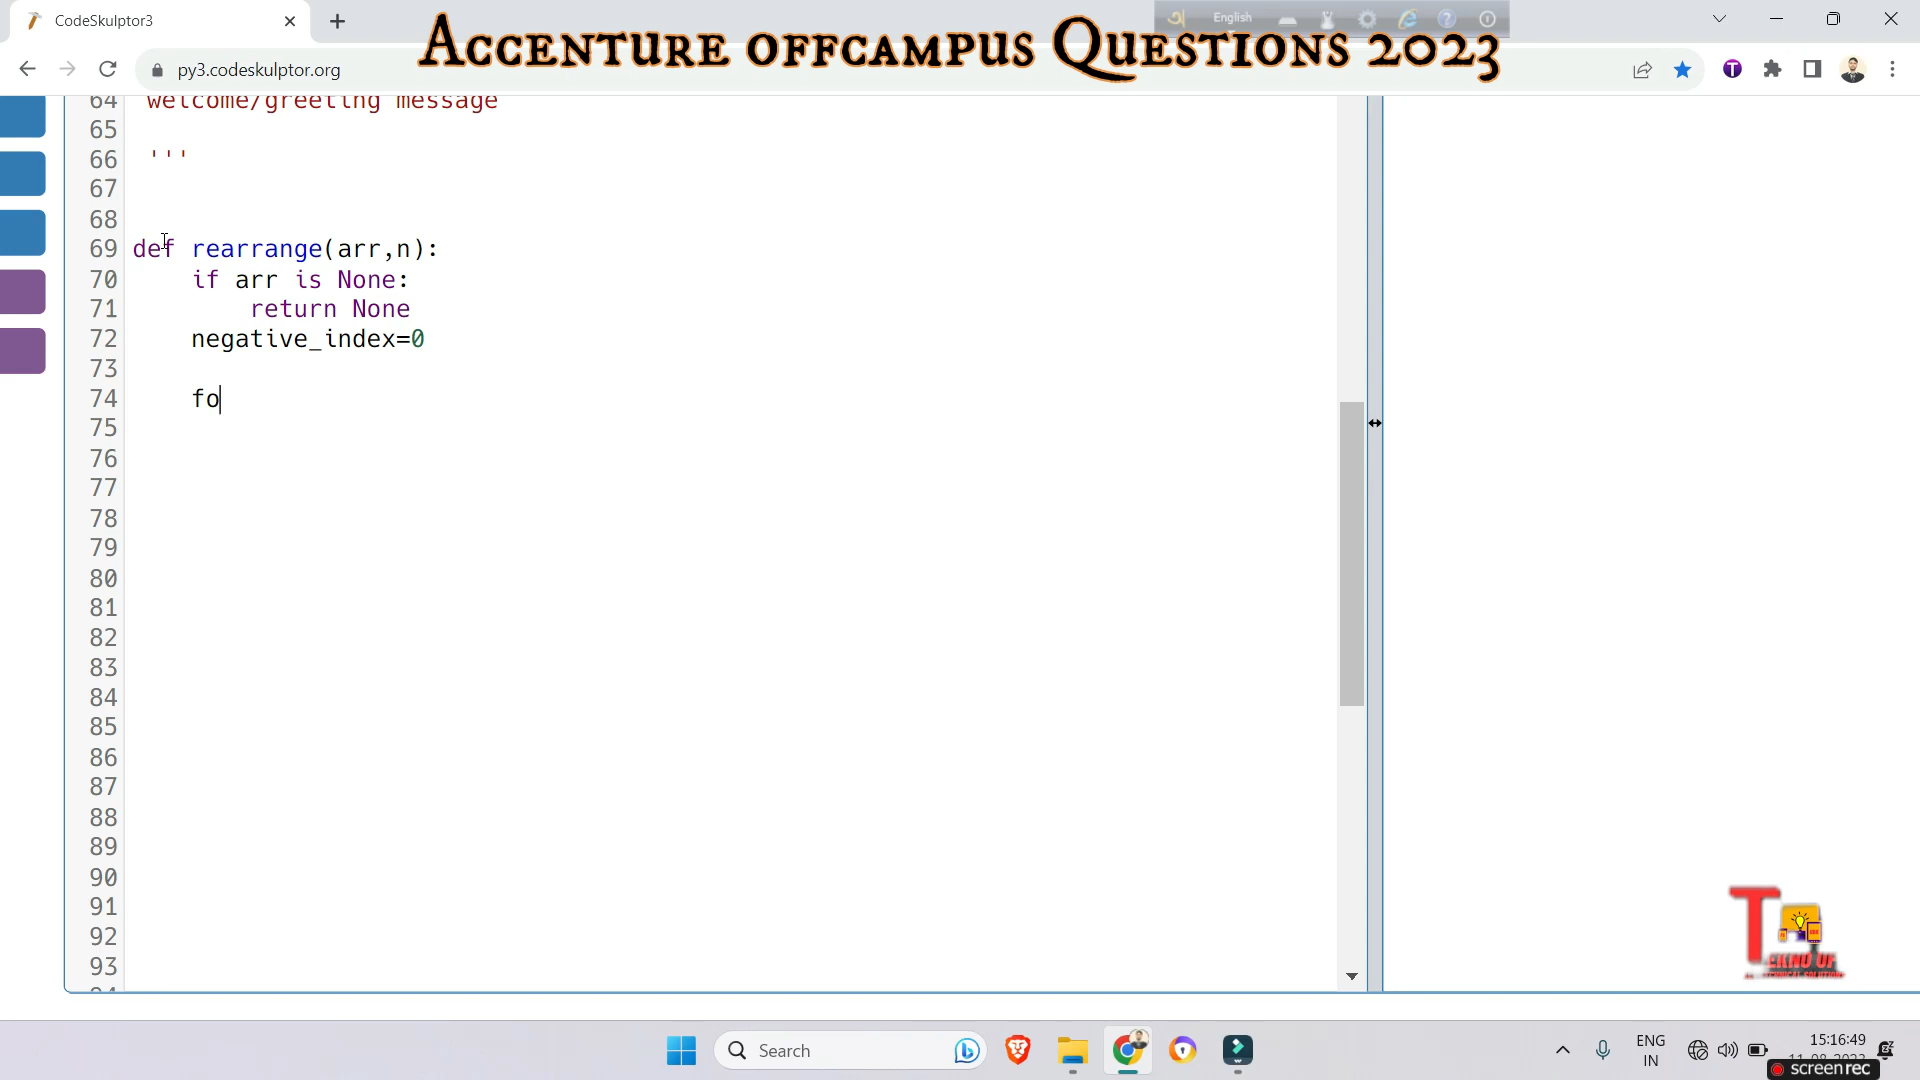 CodeSkulptor3
English
Accenture offcampus Questions 2023
py3.codeskulptor.org
64 welcome/greeting message
65
66 '''
67
68
69 def rearrange(arr,n):
70 if arr is None:
71 return None
72 negative_index=0
73
74 fo
75
76
77
78
79
80
81
82
83
84
85
86
87
88
89
90
91
92
93
TEKNO UF
Search
ENG
IN
15:16:49
screenrec